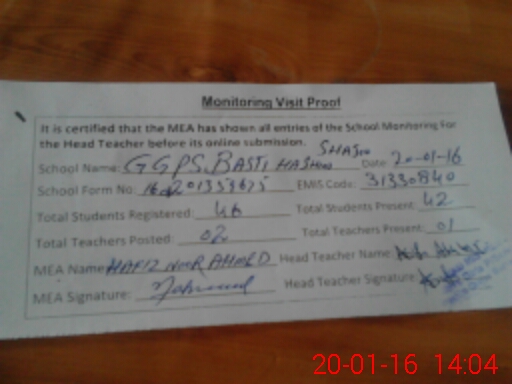 Monitoring Visit Proof
It is certified that the MEA has shown all entries of the School Monitoring For
the Head Teacher before its online submission.
School Name: GGPS. BASTI Date 20-01-16
School Form No: EMIS Code: 31330840
Total Students Registered: 46 Total Students Present: 42
Total Teachers Posted: 02 Total Teachers Present: 01
MEA Name HAFIZ NOOR AHMED Head Teacher Name:
MEA Signature: Head Teacher Signature:
20-01-16 14:04